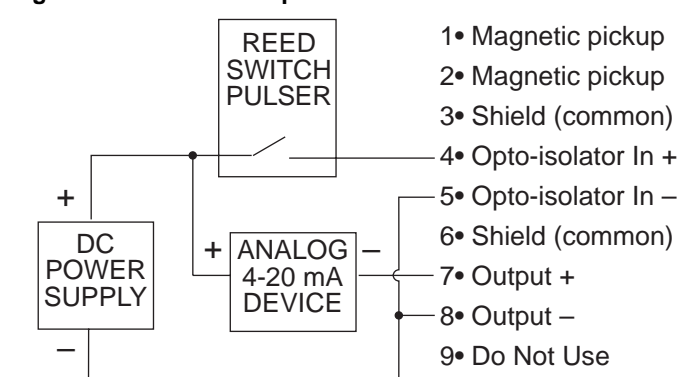 REED
SWITCH
PULSER
1• Magnetic pickup
2• Magnetic pickup
3• Shield (common)
4• Opto-isolator In +
5• Opto-isolator In –
6• Shield (common)
7• Output +
8• Output –
9• Do Not Use
+
DC
POWER
SUPPLY
–
+
ANALOG
4-20 mA
DEVICE
–